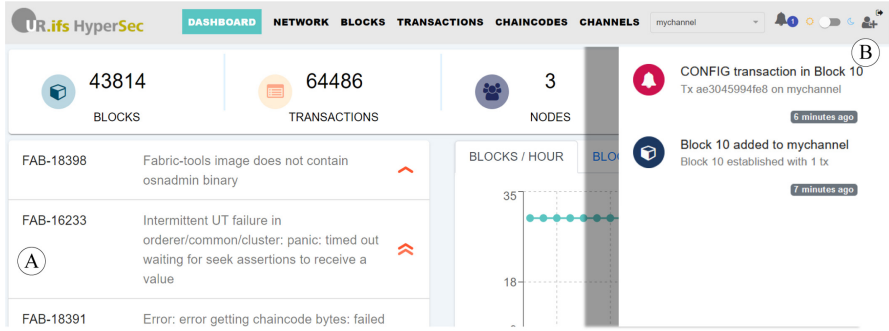 UR.ifs HyperSec
DASHBOARD NETWORK BLOCKS TRANSACTIONS CHAINCODES CHANNELS mychannel
B
43814
BLOCKS
64486
TRANSACTIONS
3
NODES
CONFIG transaction in Block 10
Tx ae3045994fe8 on mychannel
6 minutes ago
Block 10 added to mychannel
Block 10 established with 1 tx
7 minutes ago
FAB-18398
Fabric-tools image does not contain
osnadmin binary
FAB-16233
Intermittent UT failure in
orderer/common/cluster: panic: timed out
waiting for seek assertions to receive a
value
A
FAB-18391
Error: error getting chaincode bytes: failed
BLOCKS / HOUR
BLO
35
18